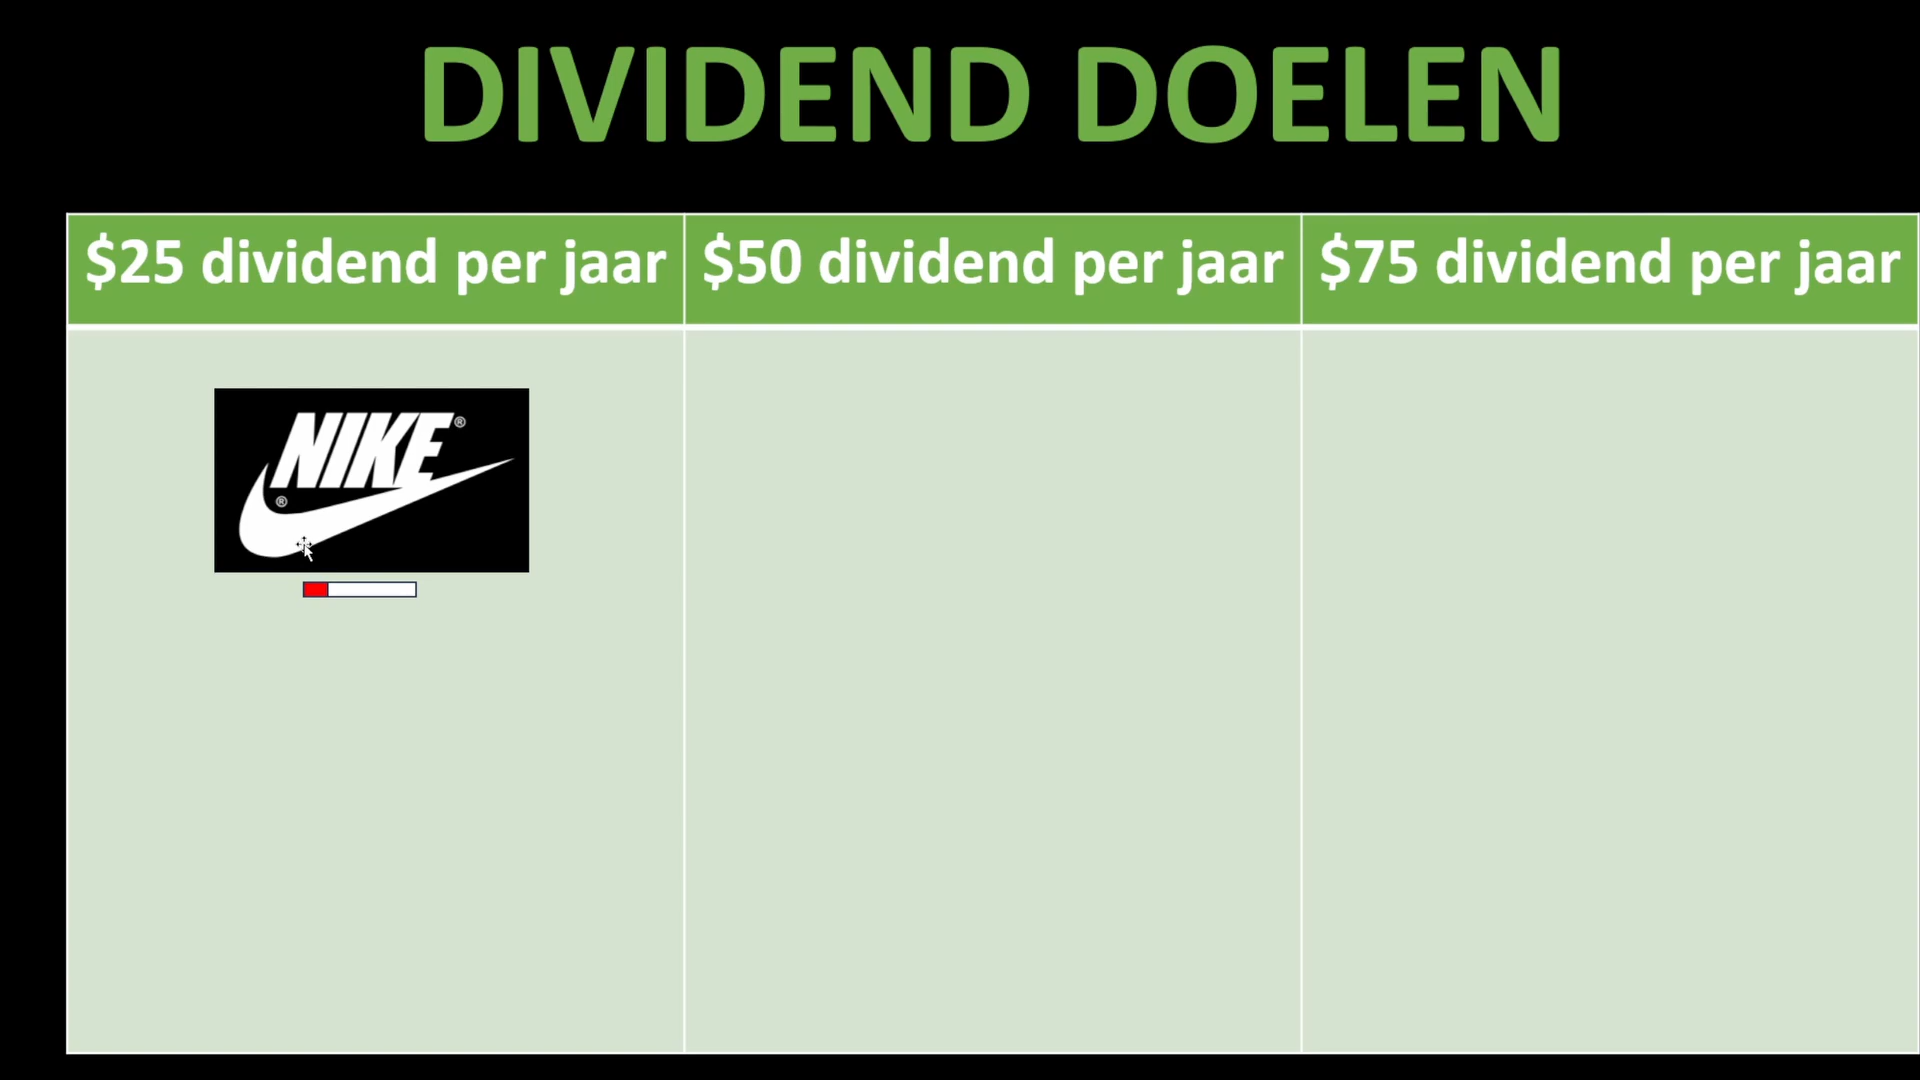 DIVIDEND DOELEN
$25 dividend per jaar
$50 dividend per jaar
$75 dividend per jaar
NIKE®
®